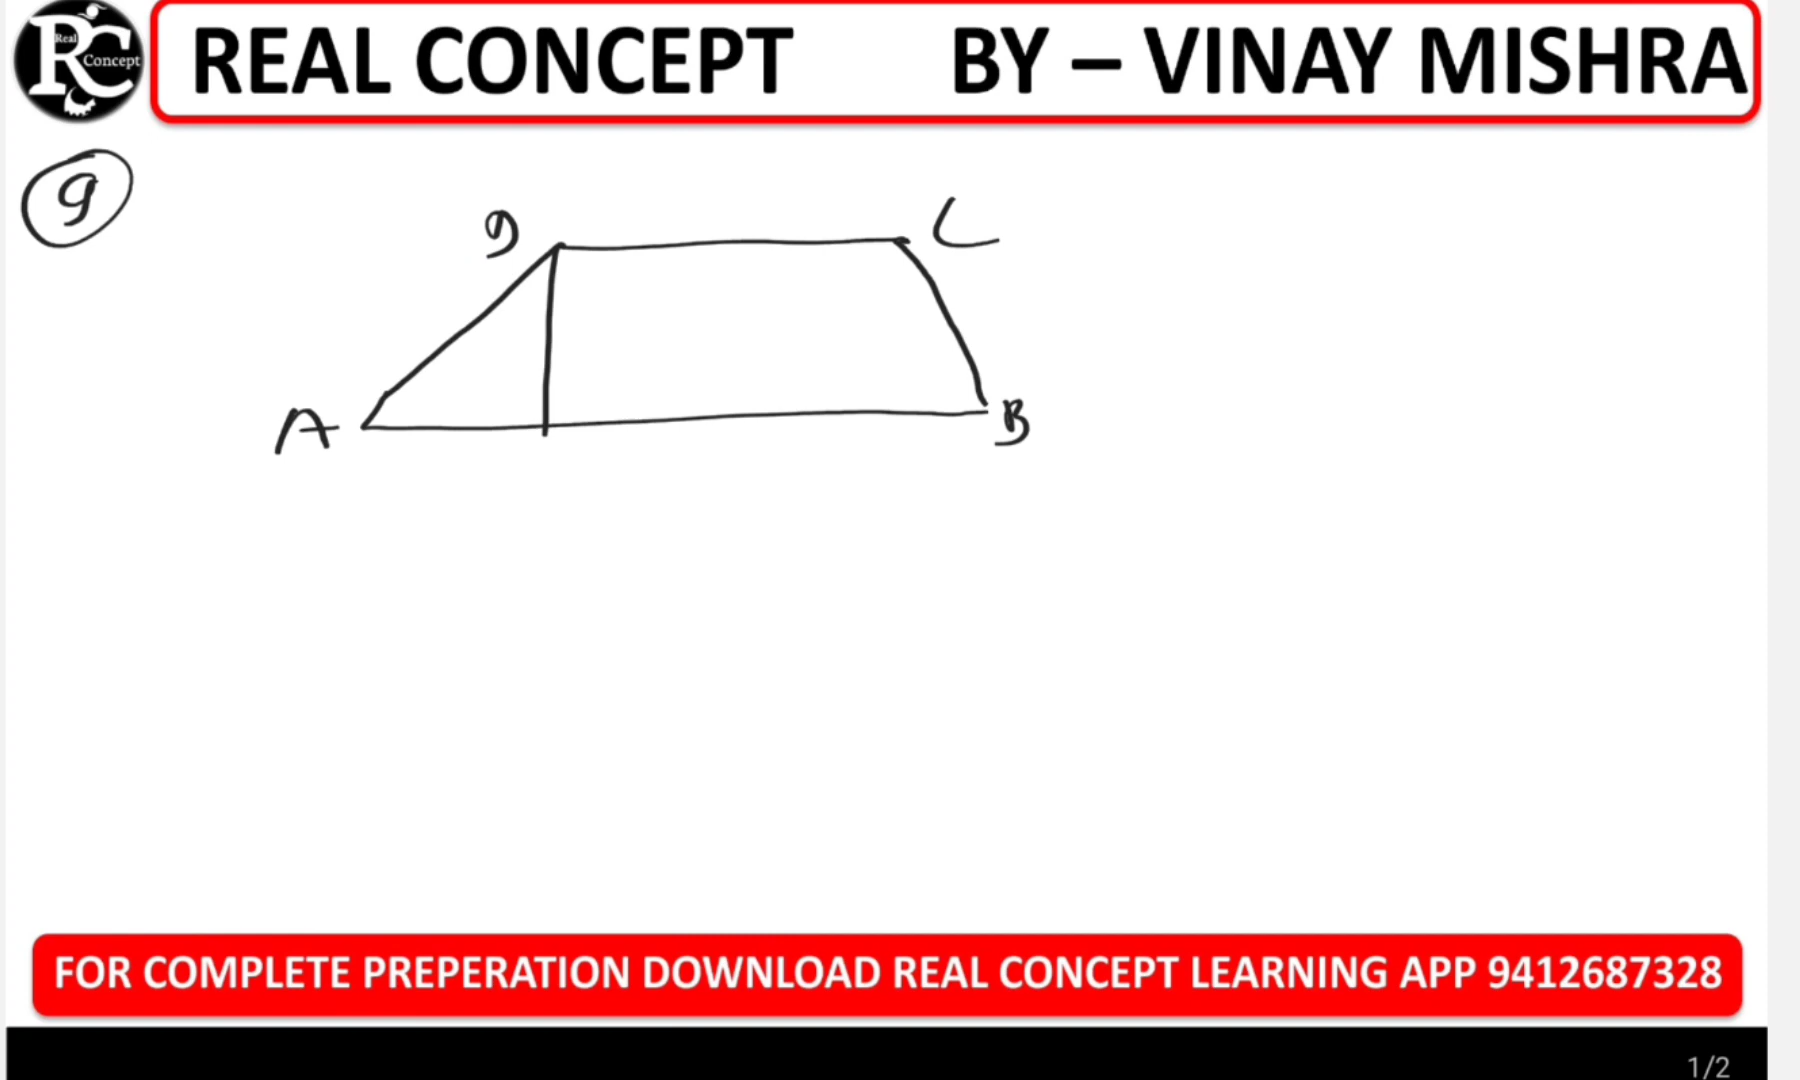 Real
Concept
REAL CONCEPT BY – VINAY MISHRA
9
D
C
A
B
FOR COMPLETE PREPERATION DOWNLOAD REAL CONCEPT LEARNING APP 9412687328
1/2